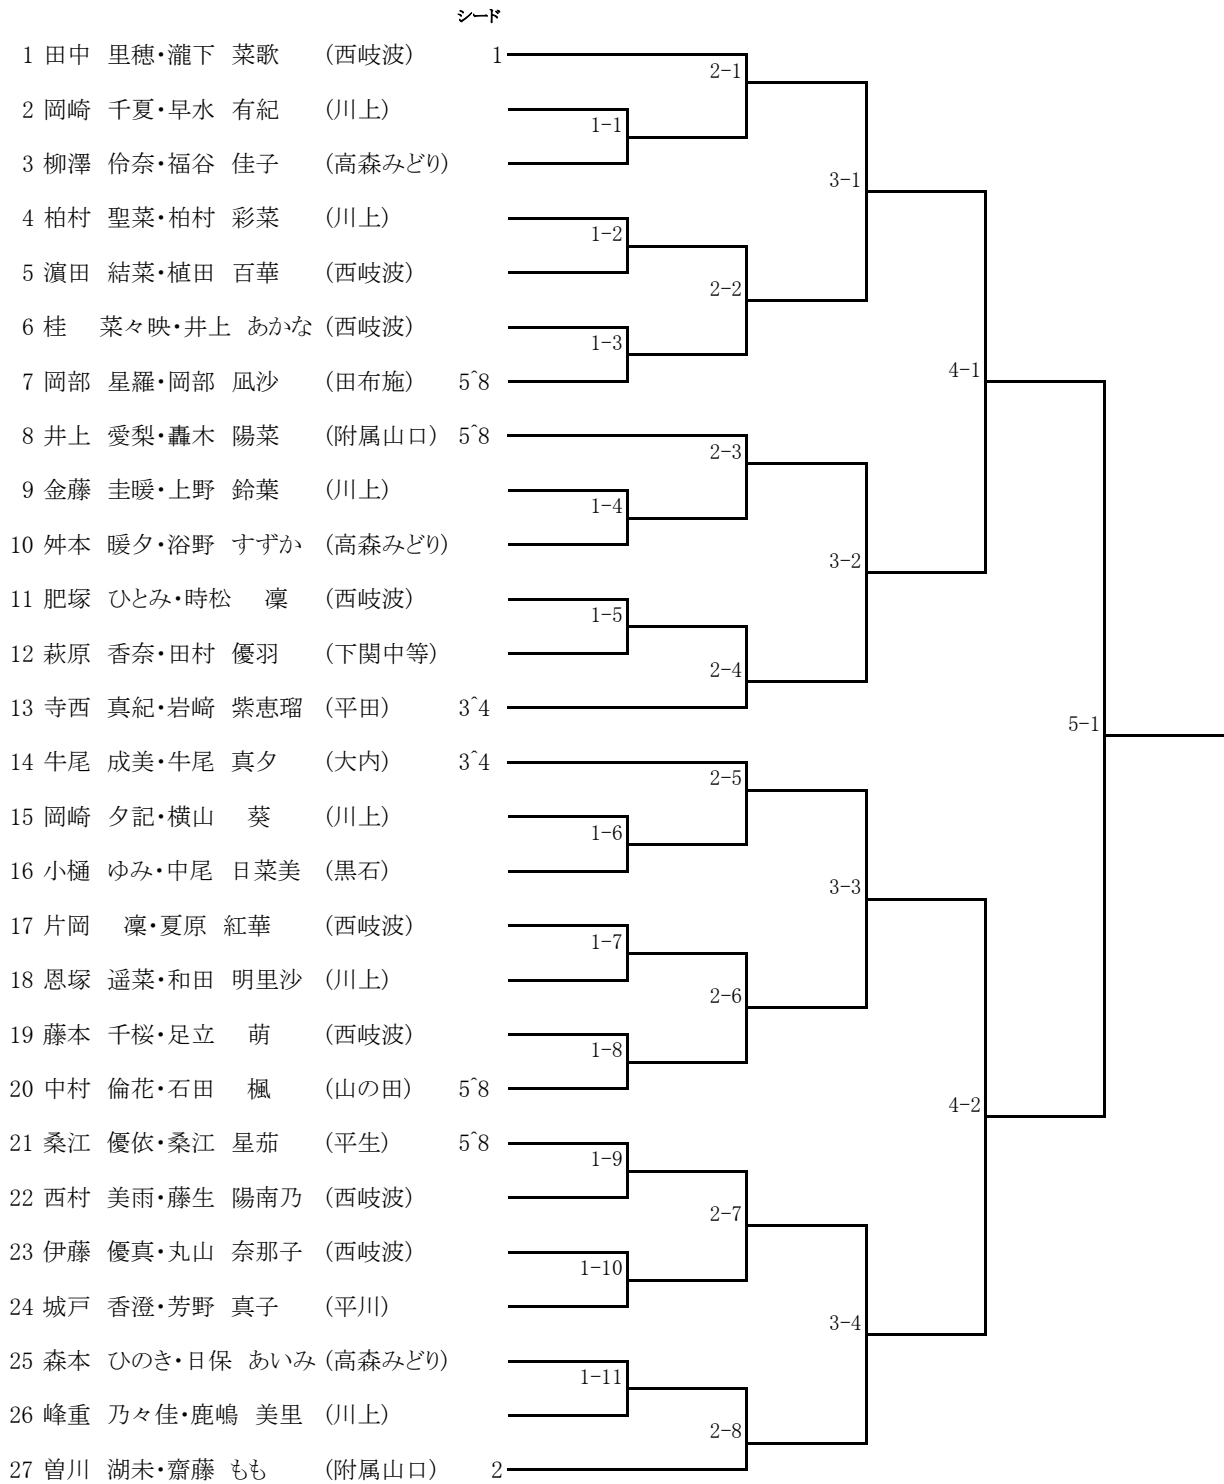 シード
1 田中 里穂・瀧下 菜歌 (西岐波) 1
2-1
2 岡崎 千夏・早水 有紀 (川上)
1-1
3 柳澤 伶奈・福谷 佳子 (高森みどり)
3-1
4 柏村 聖菜・柏村 彩菜 (川上)
1-2
5 濵田 結菜・植田 百華 (西岐波)
2-2
6 桂 菜々映・井上 あかな (西岐波)
1-3
7 岡部 星羅・岡部 凪沙 (田布施) 5^8
4-1
8 井上 愛梨・轟木 陽菜 (附属山口) 5^8
2-3
9 金藤 圭暖・上野 鈴葉 (川上)
1-4
10 舛本 暖夕・浴野 すずか (高森みどり)
3-2
11 肥塚 ひとみ・時松 凜 (西岐波)
1-5
12 萩原 香奈・田村 優羽 (下関中等)
2-4
13 寺西 真紀・岩﨑 紫恵瑠 (平田) 3^4
5-1
14 牛尾 成美・牛尾 真夕 (大内) 3^4
2-5
15 岡崎 夕記・横山 葵 (川上)
1-6
16 小樋 ゆみ・中尾 日菜美 (黒石)
3-3
17 片岡 凜・夏原 紅華 (西岐波)
1-7
18 恩塚 遥菜・和田 明里沙 (川上)
2-6
19 藤本 千桜・足立 萌 (西岐波)
1-8
20 中村 倫花・石田 楓 (山の田) 5^8
4-2
21 桑江 優依・桑江 星茄 (平生) 5^8
1-9
22 西村 美雨・藤生 陽南乃 (西岐波)
2-7
23 伊藤 優真・丸山 奈那子 (西岐波)
1-10
24 城戸 香澄・芳野 真子 (平川)
3-4
25 森本 ひのき・日保 あいみ (高森みどり)
1-11
26 峰重 乃々佳・鹿嶋 美里 (川上)
2-8
27 曽川 湖未・齋藤 もも (附属山口) 2